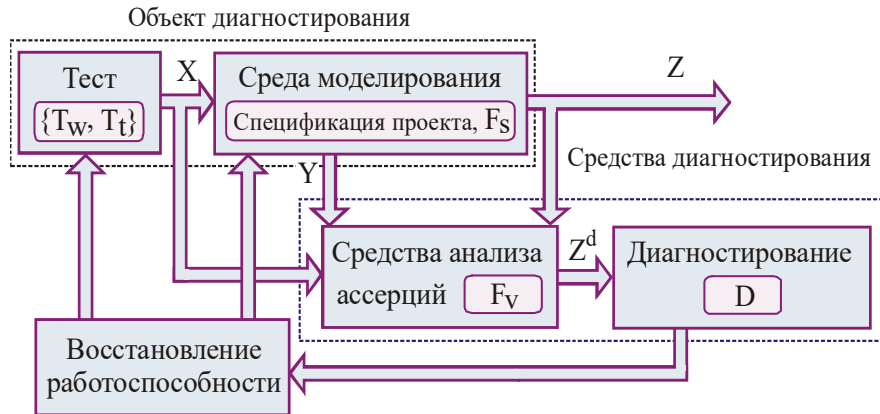 Объект диагностирования
Тест
{Tw, Tt}
X
Среда моделирования
Спецификация проекта, Fs
Z
Y
Средства диагностирования
Средства анализа
ассерций
Fv
Zd
Диагностирование
D
Восстановление
работоспособности